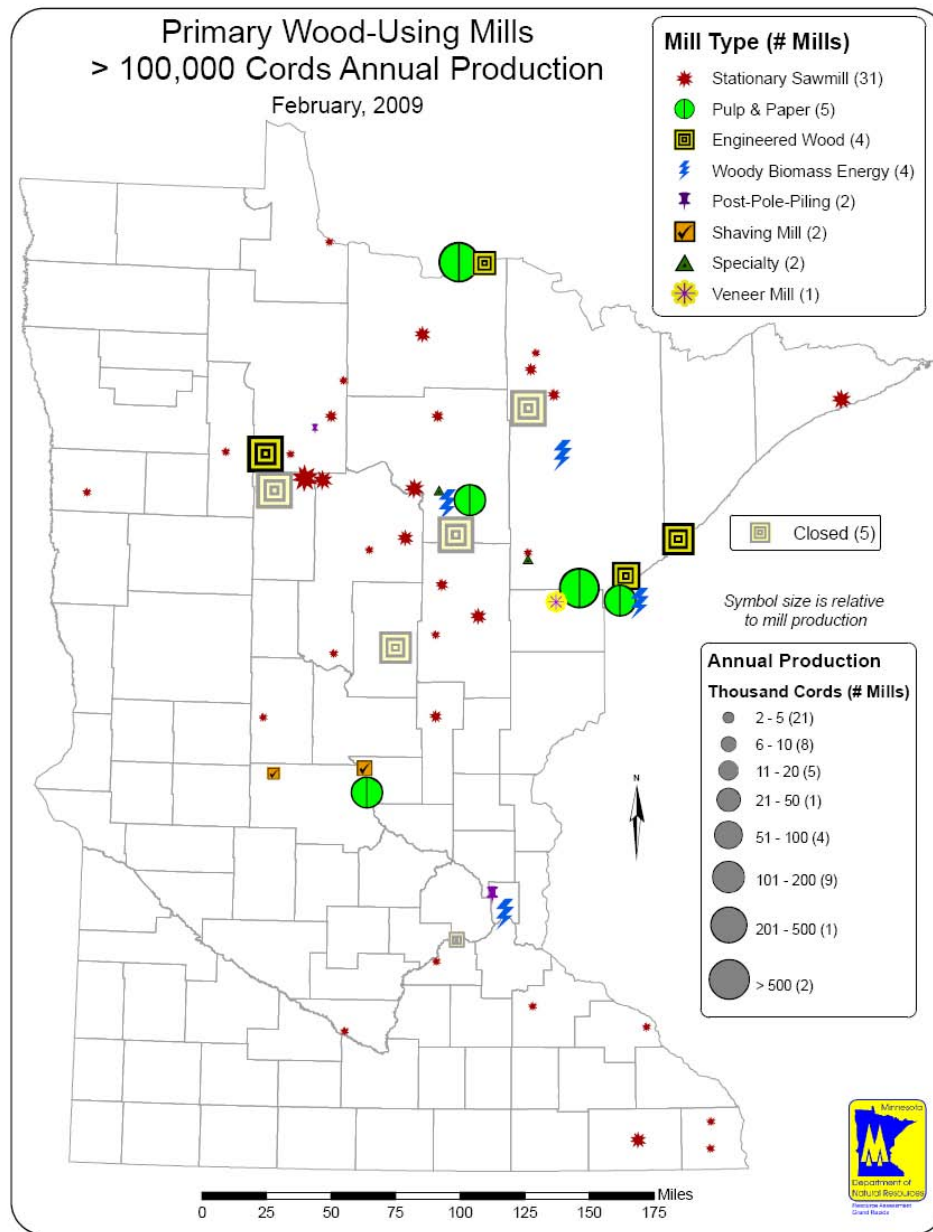 Primary Wood-Using Mills
> 100,000 Cords Annual Production
February, 2009
Mill Type (# Mills)
Stationary Sawmill (31)
Pulp & Paper (5)
Engineered Wood (4)
Woody Biomass Energy (4)
Post-Pole-Piling (2)
Shaving Mill (2)
Specialty (2)
Veneer Mill (1)
Closed (5)
Symbol size is relative
to mill production
Annual Production
Thousand Cords (# Mills)
2 - 5 (21)
6 - 10 (8)
11 - 20 (5)
21 - 50 (1)
51 - 100 (4)
101 - 200 (9)
201 - 500 (1)
> 500 (2)
N
Miles
0 25 50 75 100 125 150 175
Minnesota
Department of
Natural Resources
Resource Assessment
Grand Rapids